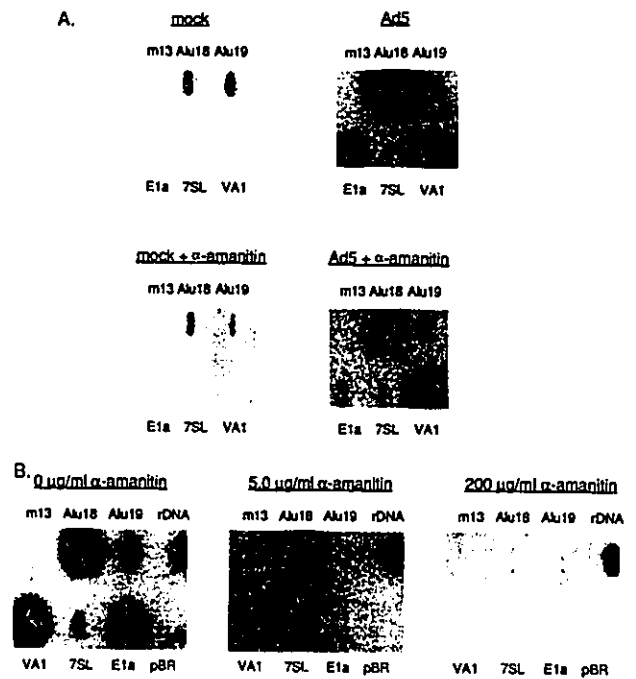 A.
mock
Ad5
m13 Alu18 Alu19
m13 Alu18 Alu19
E1a 7SL VA1
E1a 7SL VA1
mock + α-amanitin
Ad5 + α-amanitin
m13 Alu18 Alu19
m13 Alu18 Alu19
E1a 7SL VA1
E1a 7SL VA1
B.
0 µg/ml α-amanitin
5.0 µg/ml α-amanitin
200 µg/ml α-amanitin
m13 Alu18 Alu19 rDNA
m13 Alu18 Alu19 rDNA
m13 Alu18 Alu19 rDNA
VA1 7SL E1a pBR
VA1 7SL E1a pBR
VA1 7SL E1a pBR